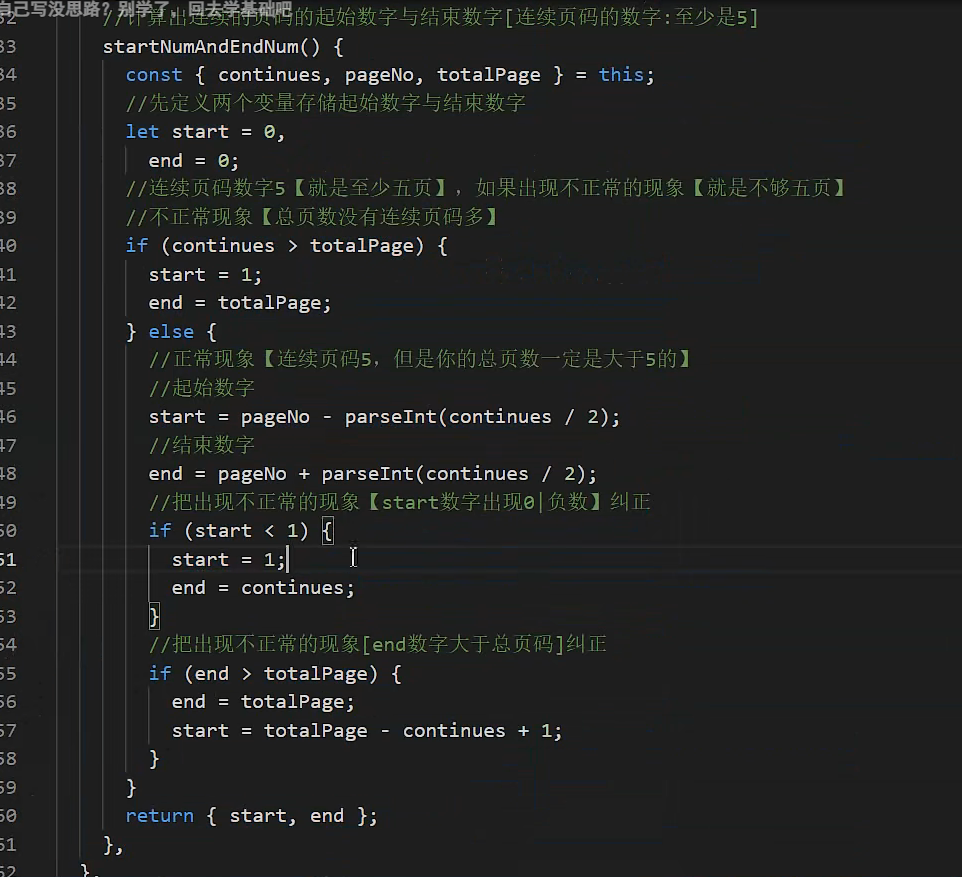 自己写没思路？别学了，回去学基础吧
//计算出连续的页码的起始数字与结束数字[连续页码的数字:至少是5]
33 startNumAndEndNum() {
34 const { continues, pageNo, totalPage } = this;
35 //先定义两个变量存储起始数字与结束数字
36 let start = 0,
37 end = 0;
38 //连续页码数字5【就是至少五页】，如果出现不正常的现象【就是不够五页】
39 //不正常现象【总页数没有连续页码多】
40 if (continues > totalPage) {
41 start = 1;
42 end = totalPage;
43 } else {
44 //正常现象【连续页码5，但是你的总页数一定是大于5的】
45 //起始数字
46 start = pageNo - parseInt(continues / 2);
47 //结束数字
48 end = pageNo + parseInt(continues / 2);
49 //把出现不正常的现象【start数字出现0|负数】纠正
50 if (start < 1) {
51 start = 1;
52 end = continues;
53 }
54 //把出现不正常的现象[end数字大于总页码]纠正
55 if (end > totalPage) {
56 end = totalPage;
57 start = totalPage - continues + 1;
58 }
59 }
60 return { start, end };
61 },
62 },